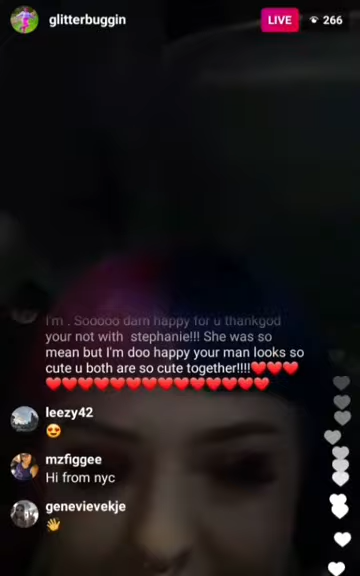 glitterbuggin
LIVE 266
I'm . Sooooo darn happy for u thankgod
your not with stephanie!!! She was so
mean but I'm doo happy your man looks so
cute u both are so cute together!!!!❤️❤️❤️
❤️❤️❤️❤️❤️❤️❤️❤️❤️❤️❤️❤️❤️❤️❤️
leezy42
😍
mzfiggee
Hi from nyc
genevievekje
👋